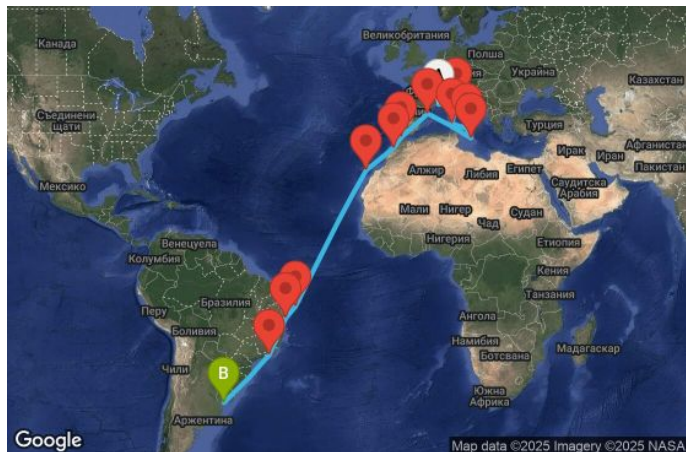 Канада
Великобритания
Полша
Украйна
Казахстан
Съединени
щати
Турция
Афганистан
Ирак
Иран
Пакистан
Алжир
Либия
Египет
Саудитска
Арабия
Мексико
Мали
Нигер
Чад
Судан
Венецуела
Нигерия
Етиопия
Колумбия
Кения
Бразилия
Танзания
Перу
Ангола
Боливия
Намибия
Ботсвана
Мадагаскар
Чили
Южна
Африка
B
Аржентина
Google
Map data ©2025 Imagery ©2025 NASA